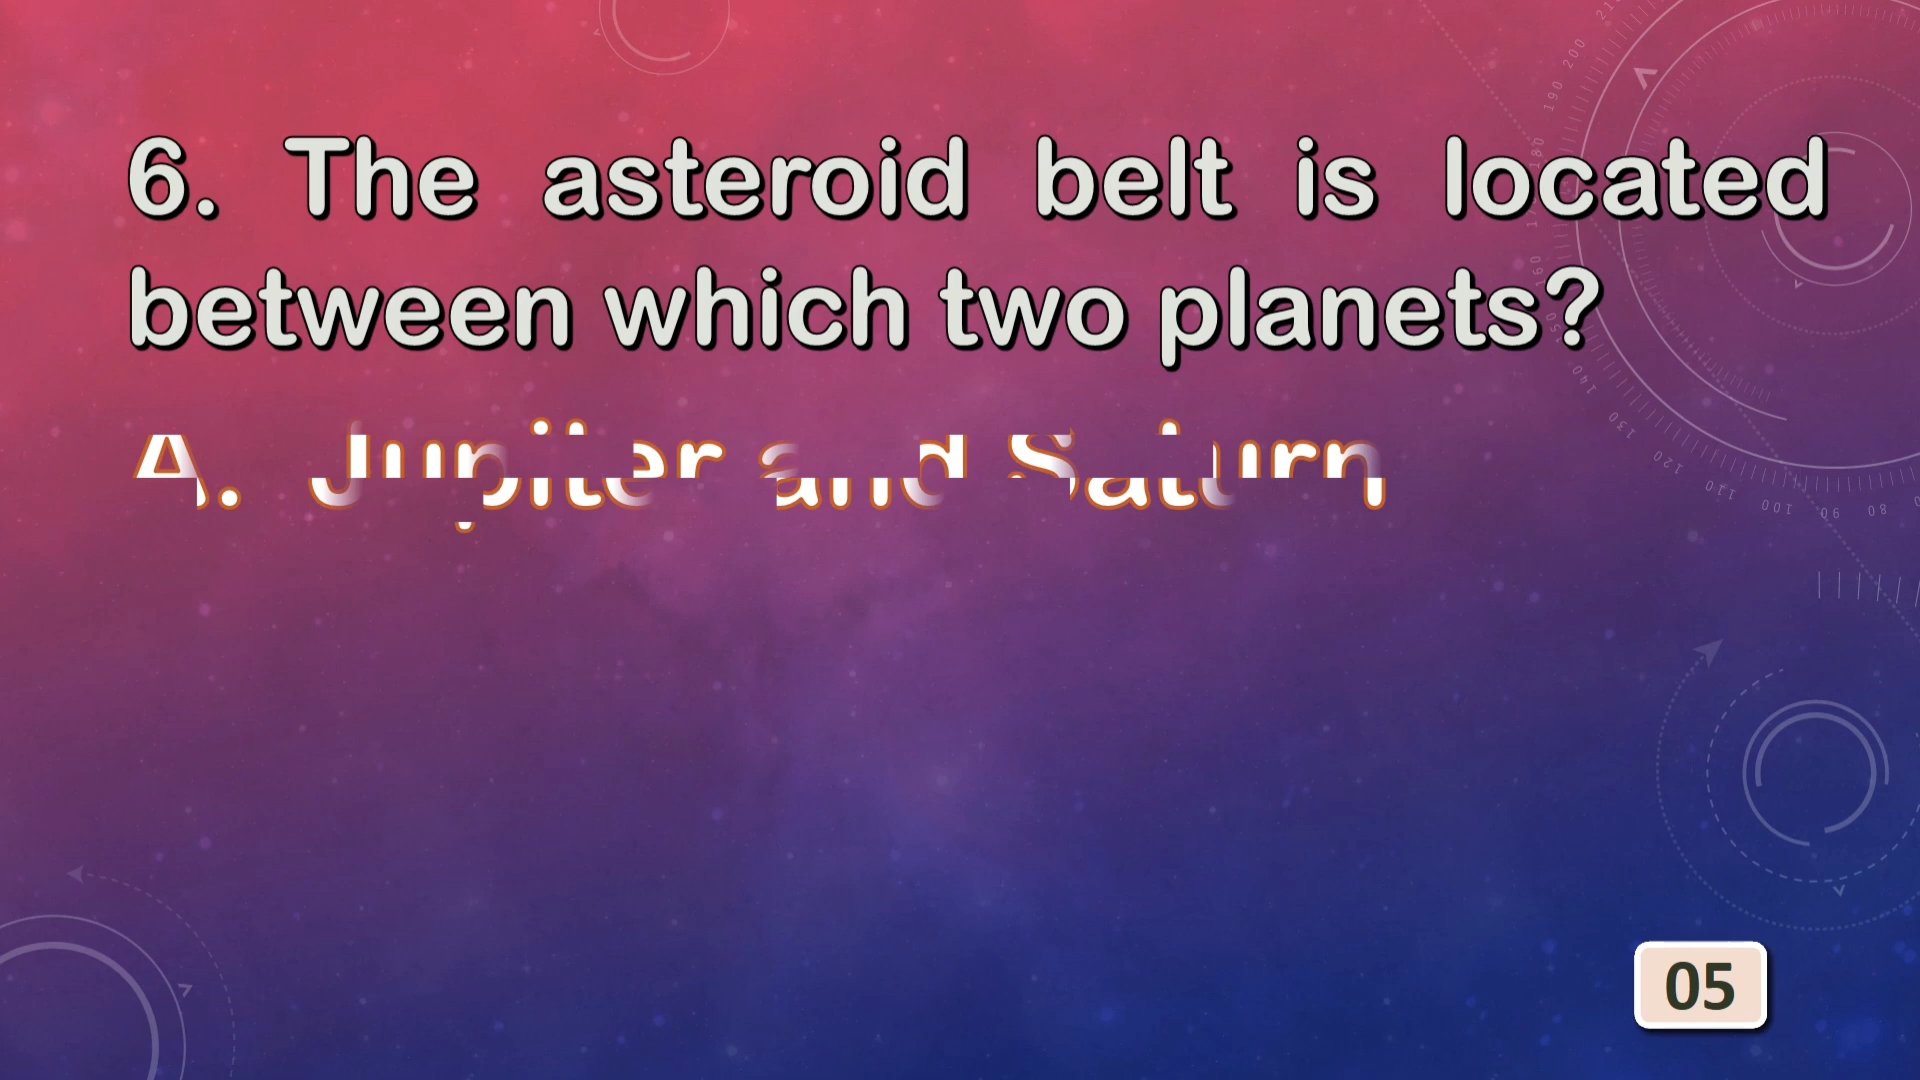 6. The asteroid belt is located
between which two planets?
A. Jupiter and Saturn
05